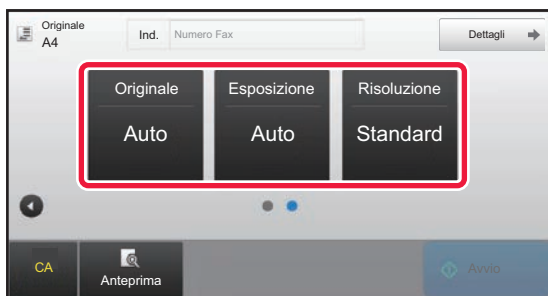 Originale
A4
Ind.
Numero Fax
Dettagli
Originale
Auto
Esposizione
Auto
Risoluzione
Standard
CA
Anteprima
Avvio